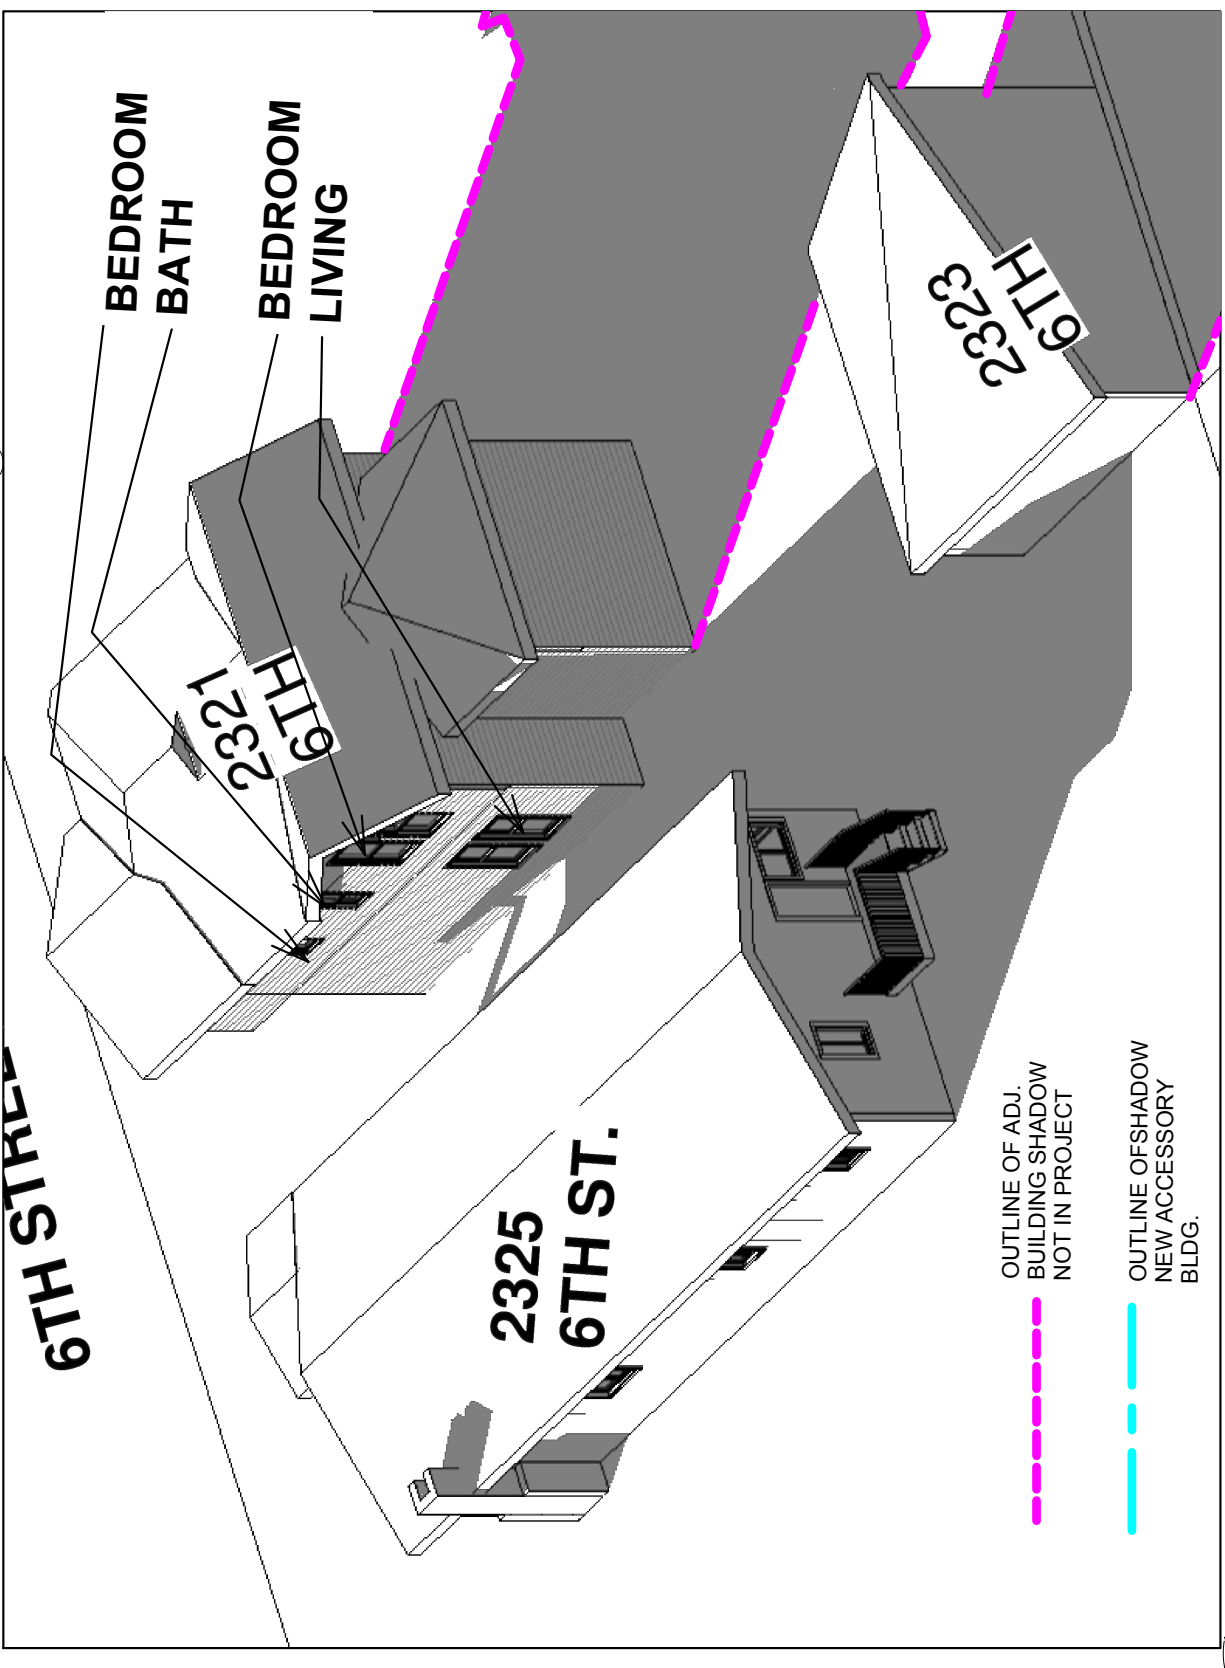 BEDROOM
BATH
BEDROOM
LIVING
2321
6TH
2323
6TH
6TH STREE
2325
6TH ST.
OUTLINE OF ADJ.
BUILDING SHADOW
NOT IN PROJECT
OUTLINE OFSHADOW
NEW ACCESSORY
BLDG.